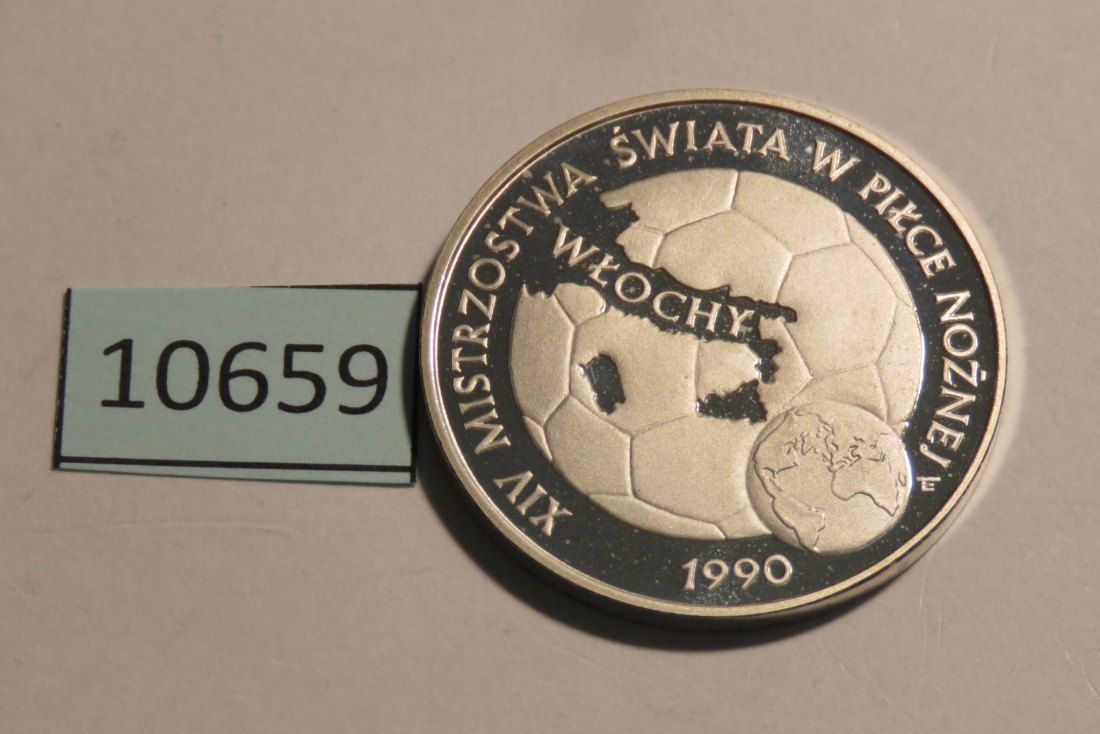 10659
XIV MISTRZOSTWA ŚWIATA W PIŁCE NOŻNEJ
WŁOCHY
1990